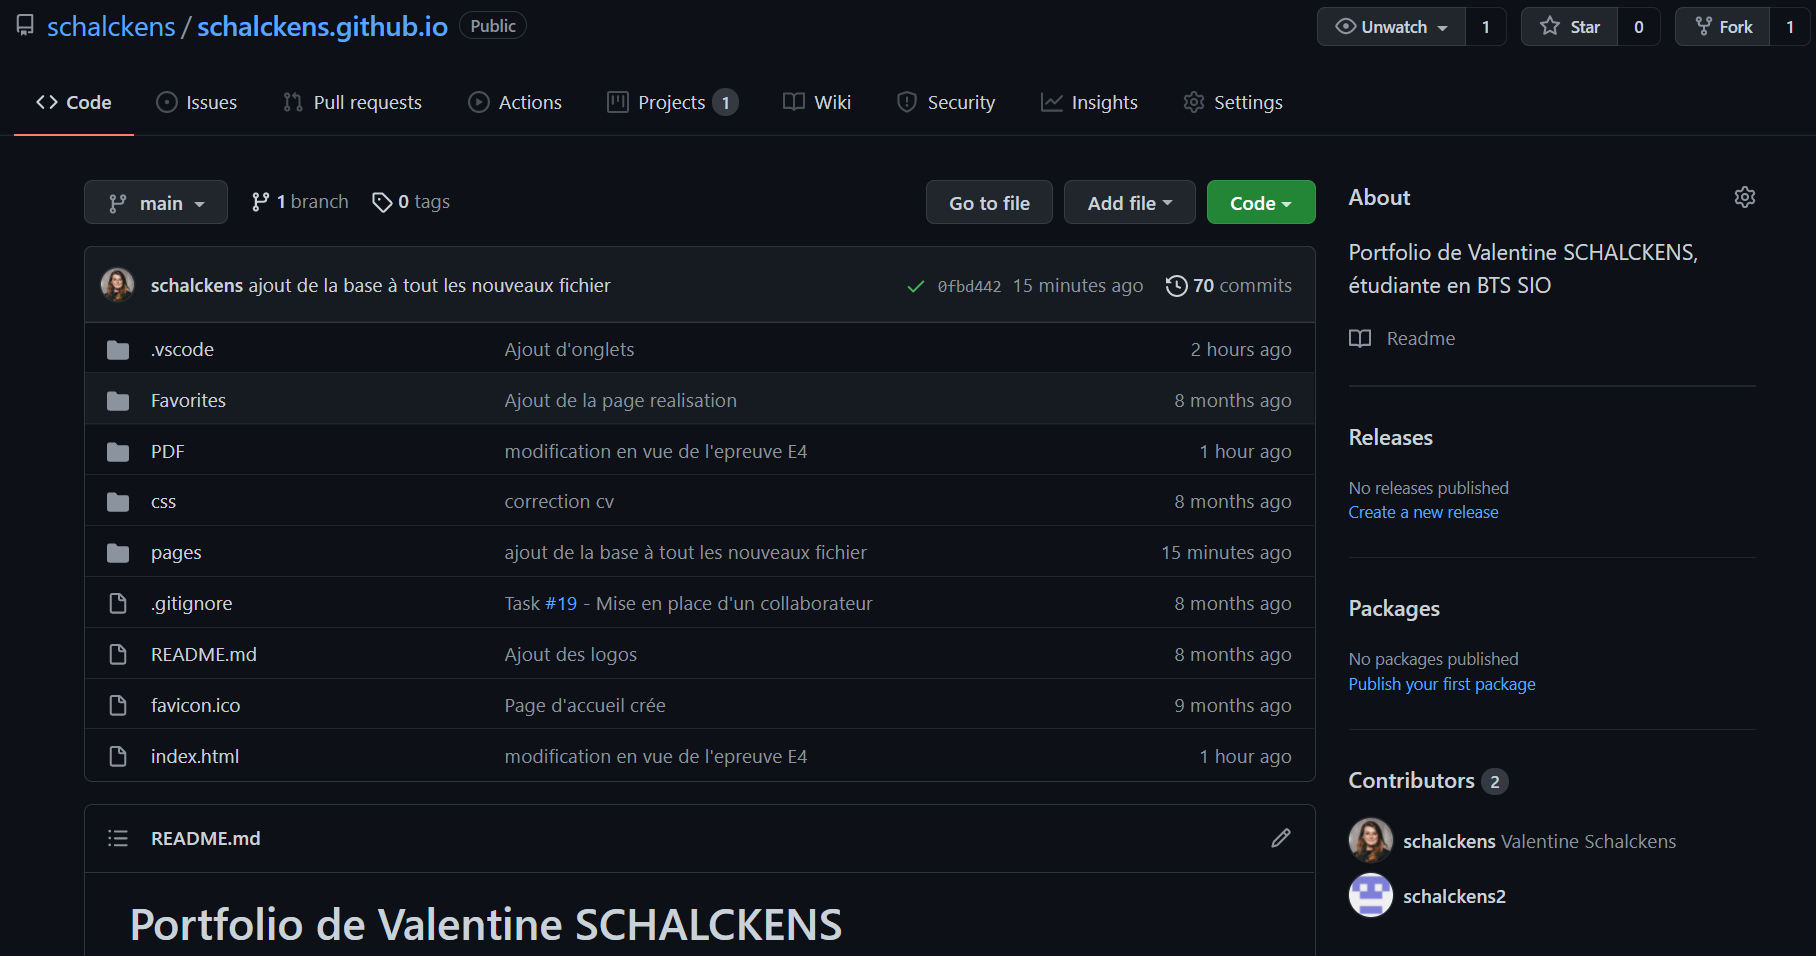 schalckens / schalckens.github.io Public Unwatch 1 Star 0 Fork 1
Code Issues Pull requests Actions Projects 1 Wiki Security Insights Settings
main 1 branch 0 tags Go to file Add file Code
schalckens ajout de la base à tout les nouveaux fichier 0fbd442 15 minutes ago 70 commits
.vscode Ajout d'onglets 2 hours ago
Favorites Ajout de la page realisation 8 months ago
PDF modification en vue de l'epreuve E4 1 hour ago
css correction cv 8 months ago
pages ajout de la base à tout les nouveaux fichier 15 minutes ago
.gitignore Task #19 - Mise en place d'un collaborateur 8 months ago
README.md Ajout des logos 8 months ago
favicon.ico Page d'accueil crée 9 months ago
index.html modification en vue de l'epreuve E4 1 hour ago
README.md
Portfolio de Valentine SCHALCKENS
About
Portfolio de Valentine SCHALCKENS,
étudiante en BTS SIO
Readme
Releases
No releases published
Create a new release
Packages
No packages published
Publish your first package
Contributors 2
schalckens Valentine Schalckens
schalckens2